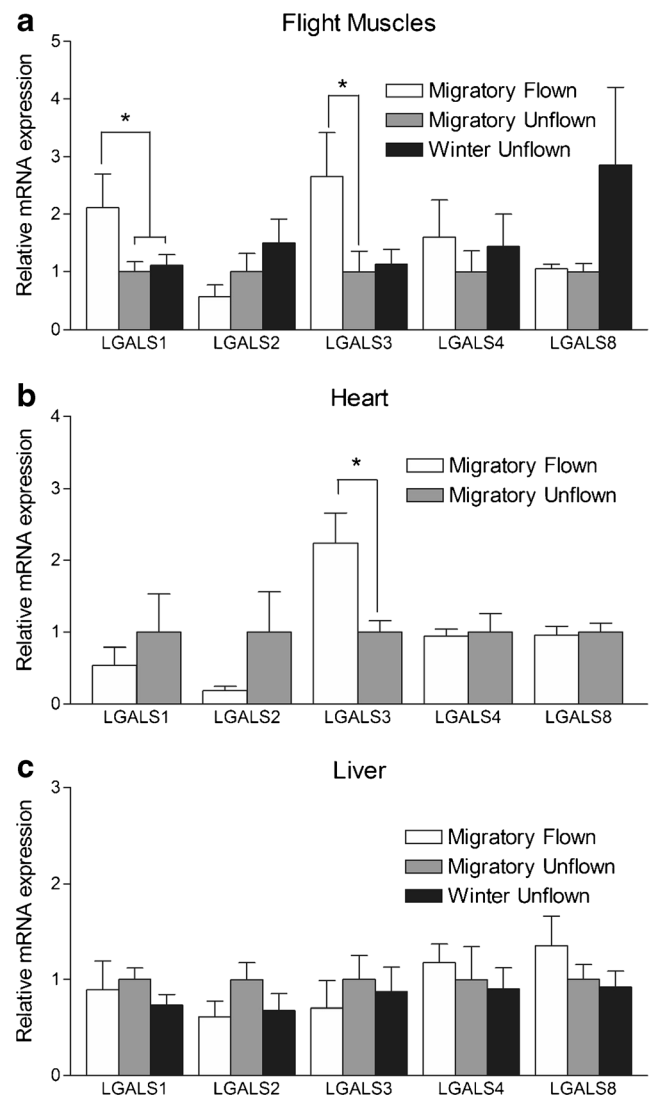 a
Flight Muscles
Relative mRNA expression
5
4
3
2
1
0
*
*
Migratory Flown
Migratory Unflown
Winter Unflown
LGALS1 LGALS2 LGALS3 LGALS4 LGALS8
b
Heart
Relative mRNA expression
4
3
2
1
0
*
Migratory Flown
Migratory Unflown
LGALS1 LGALS2 LGALS3 LGALS4 LGALS8
c
Liver
Relative mRNA expression
3
2
1
0
Migratory Flown
Migratory Unflown
Winter Unflown
LGALS1 LGALS2 LGALS3 LGALS4 LGALS8